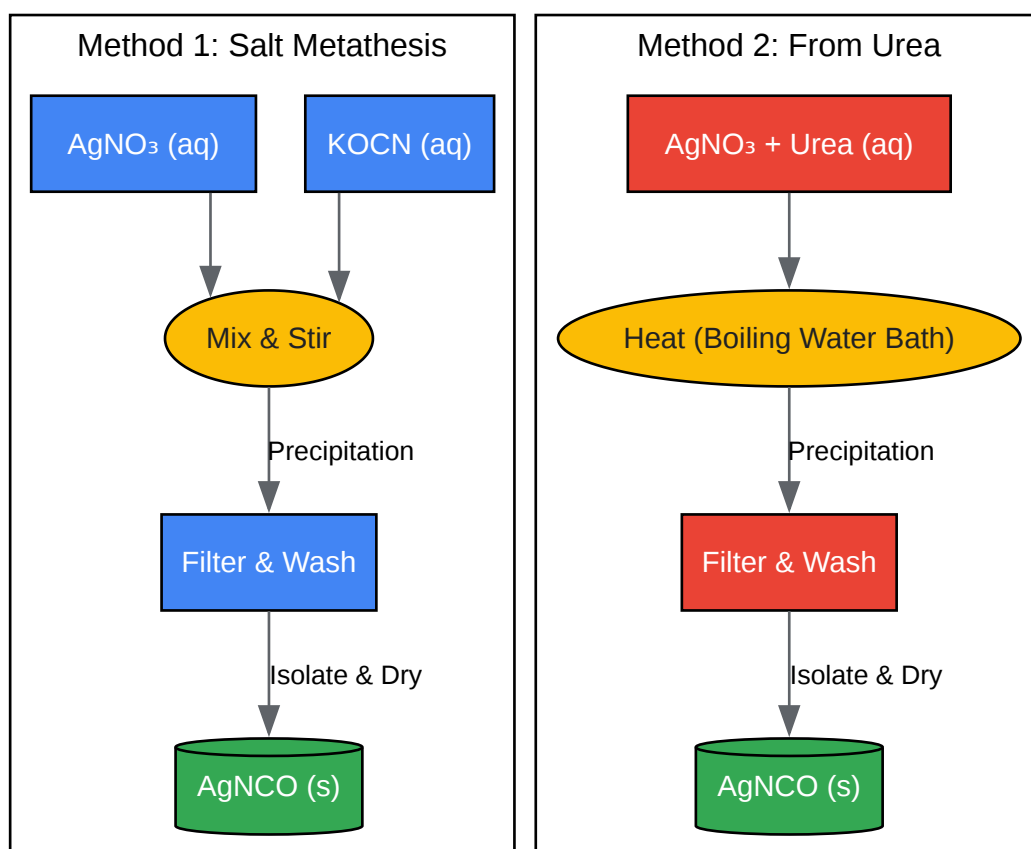 Method 1: Salt Metathesis
AgNO₃ (aq)
KOCN (aq)
Mix & Stir
Precipitation
Filter & Wash
Isolate & Dry
AgNCO (s)
Method 2: From Urea
AgNO₃ + Urea (aq)
Heat (Boiling Water Bath)
Precipitation
Filter & Wash
Isolate & Dry
AgNCO (s)